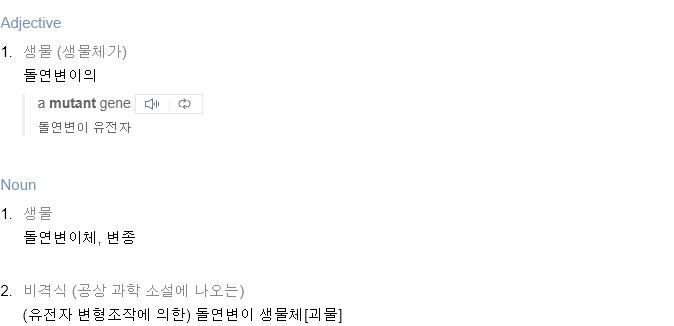 Adjective
1. 생물 (생물체가)
돌연변이의
a mutant gene
돌연변이 유전자
Noun
1. 생물
돌연변이체, 변종
2. 비격식 (공상 과학 소설에 나오는)
(유전자 변형조작에 의한) 돌연변이 생물체[괴물]